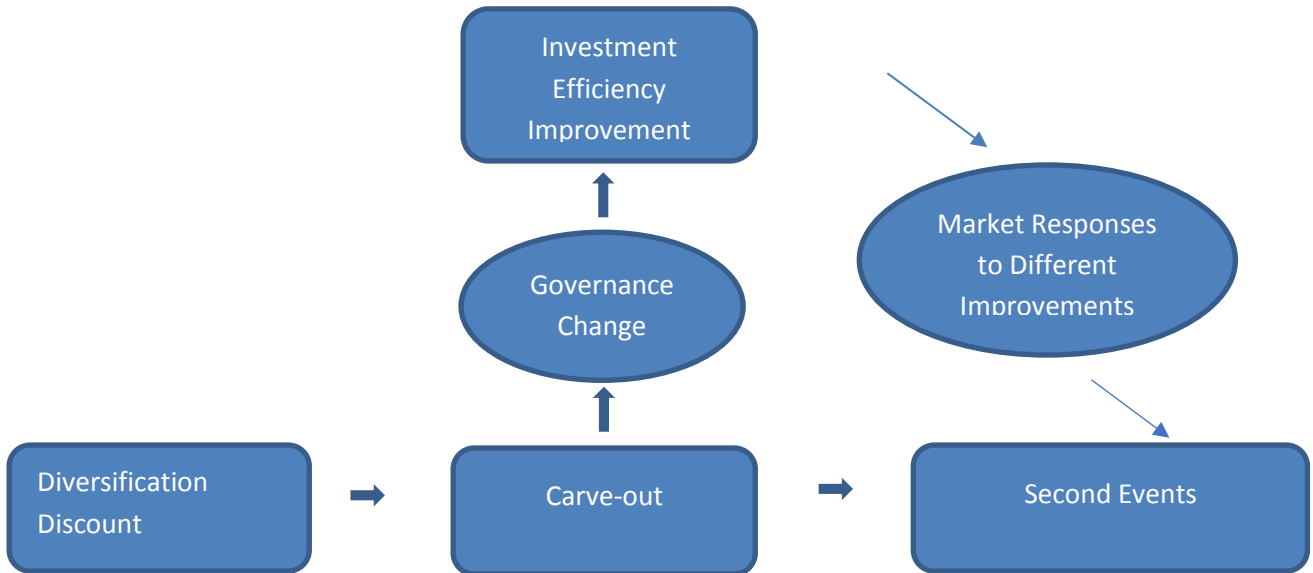 Investment
Efficiency
Improvement
Market Responses
to Different
Improvements
Governance
Change
Diversification
Discount
Carve-out
Second Events